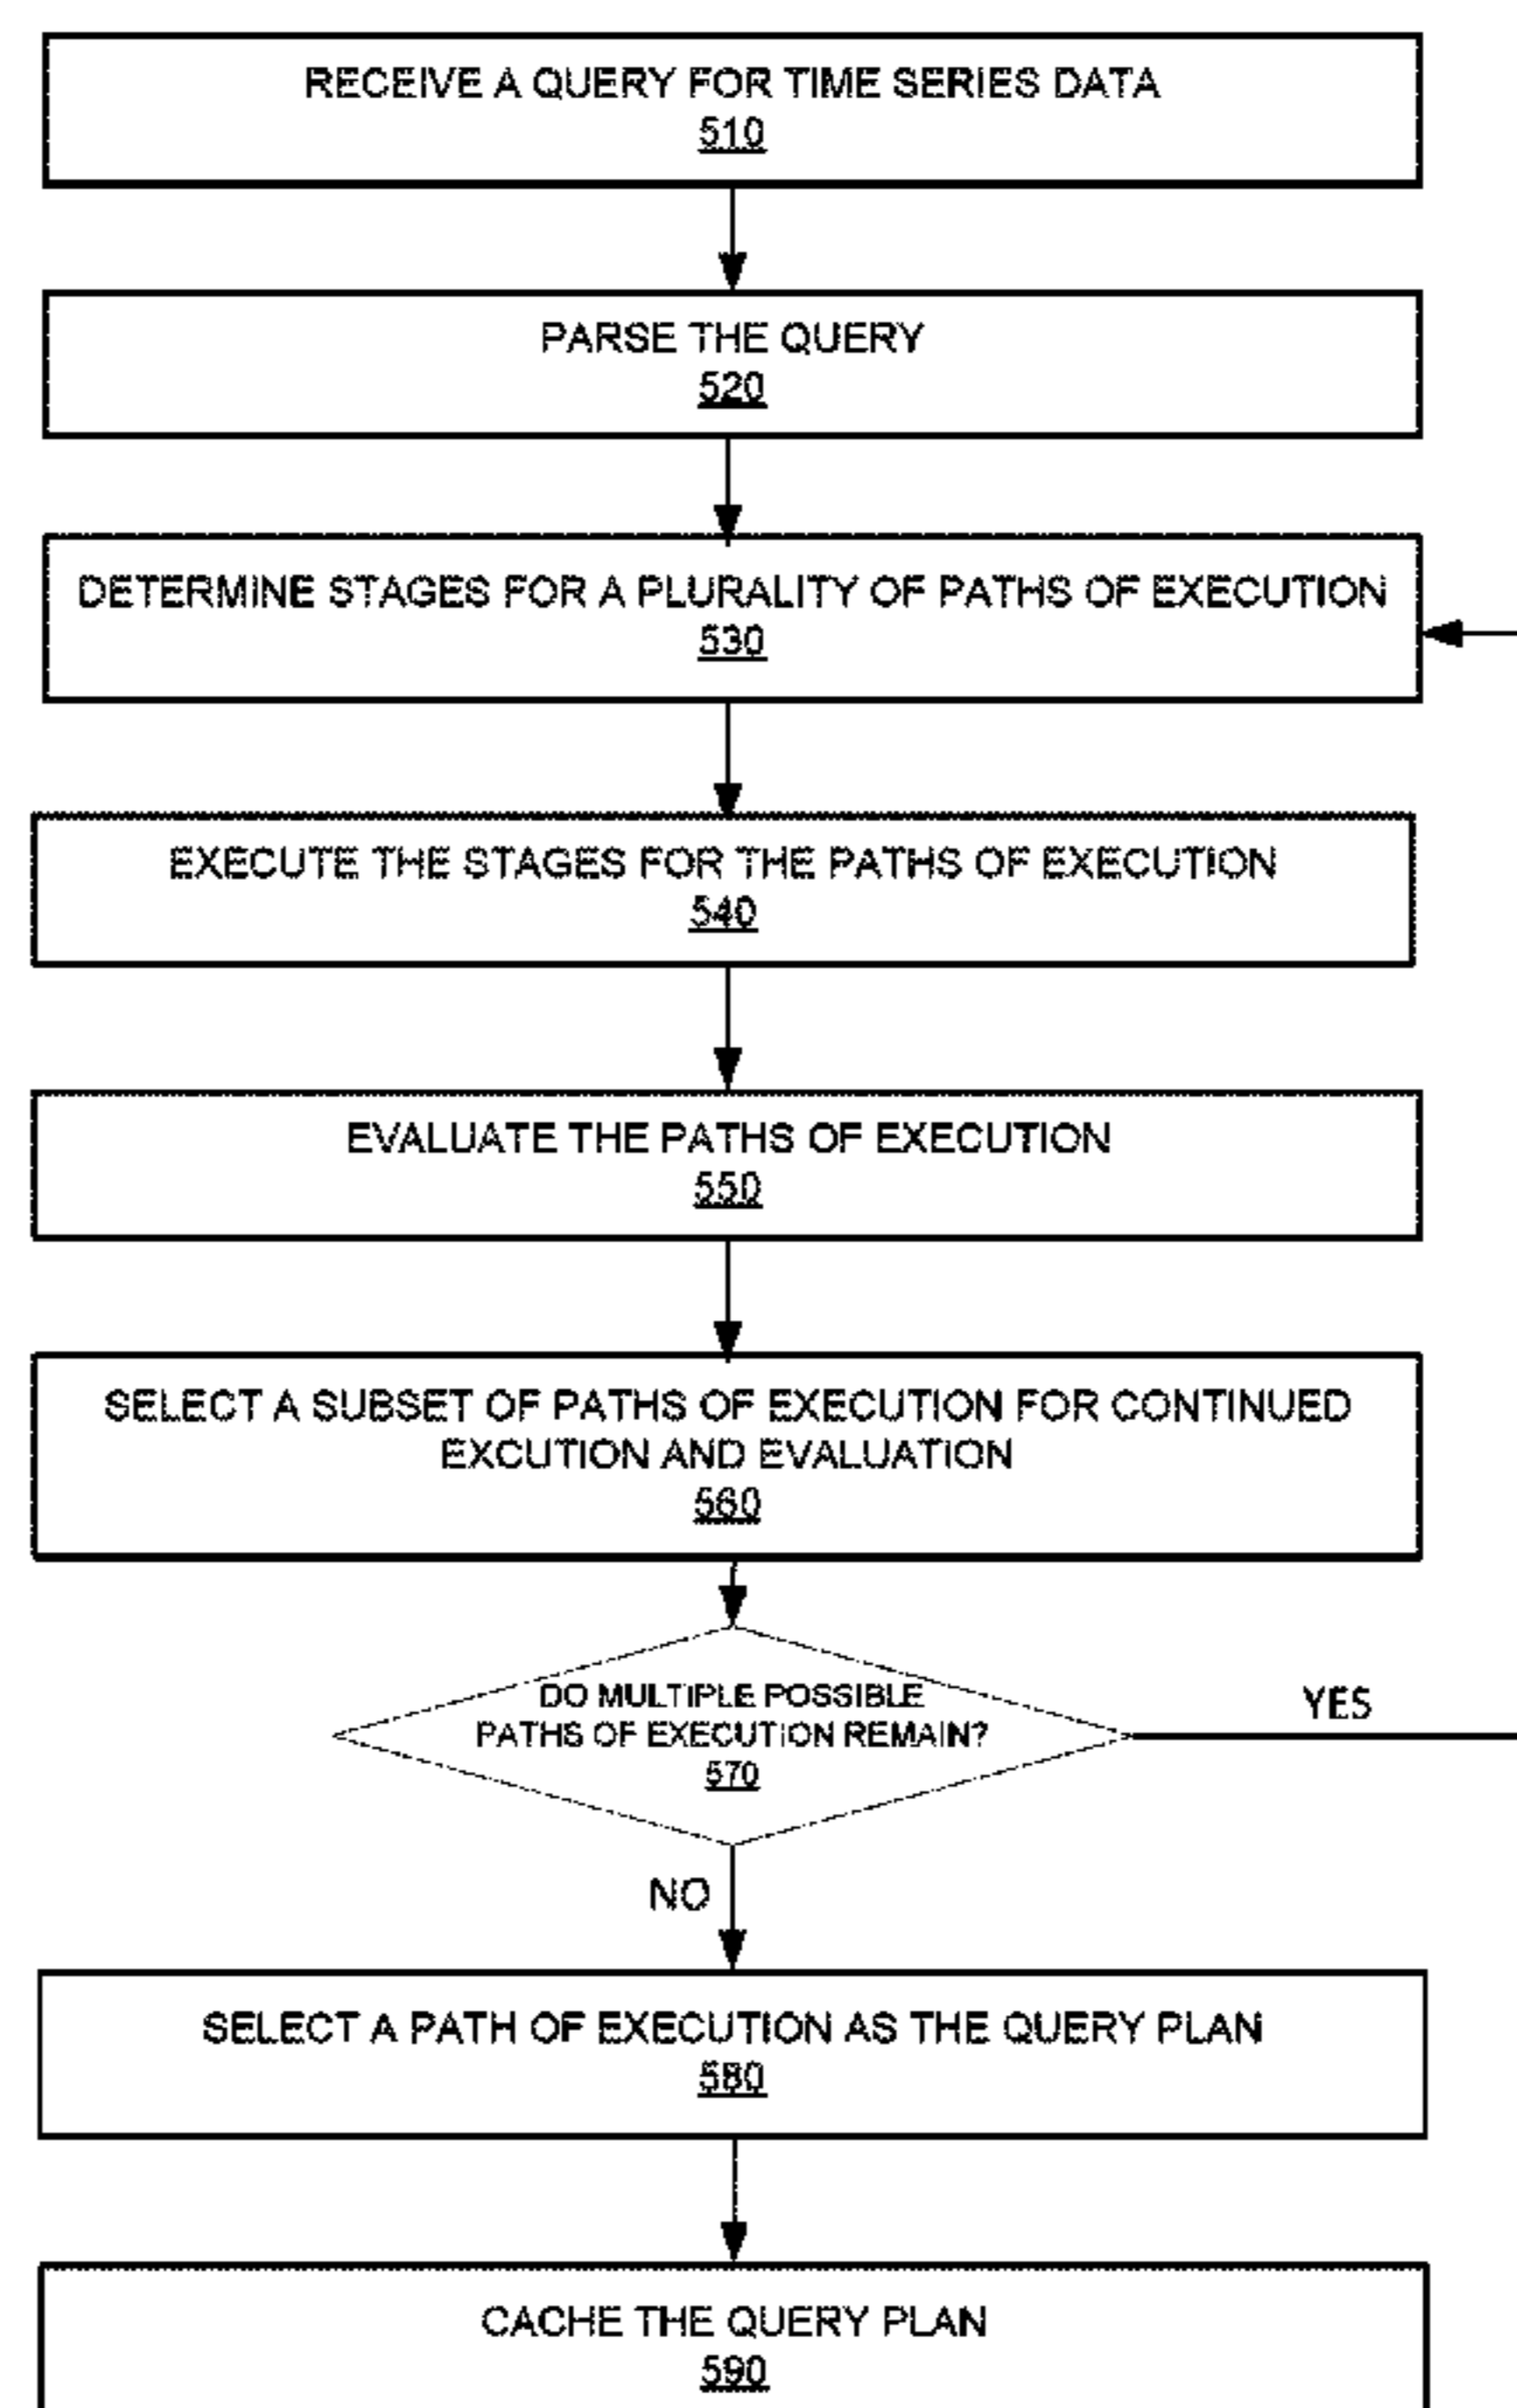 RECEIVE A QUERY FOR TIME SERIES DATA
510
PARSE THE QUERY
520
DETERMINE STAGES FOR A PLURALITY OF PATHS OF EXECUTION
530
EXECUTE THE STAGES FOR THE PATHS OF EXECUTION
540
EVALUATE THE PATHS OF EXECUTION
550
SELECT A SUBSET OF PATHS OF EXECUTION FOR CONTINUED
EXCUTION AND EVALUATION
560
DO MULTIPLE POSSIBLE
PATHS OF EXECUTION REMAIN?
570
YES
NO
SELECT A PATH OF EXECUTION AS THE QUERY PLAN
580
CACHE THE QUERY PLAN
590